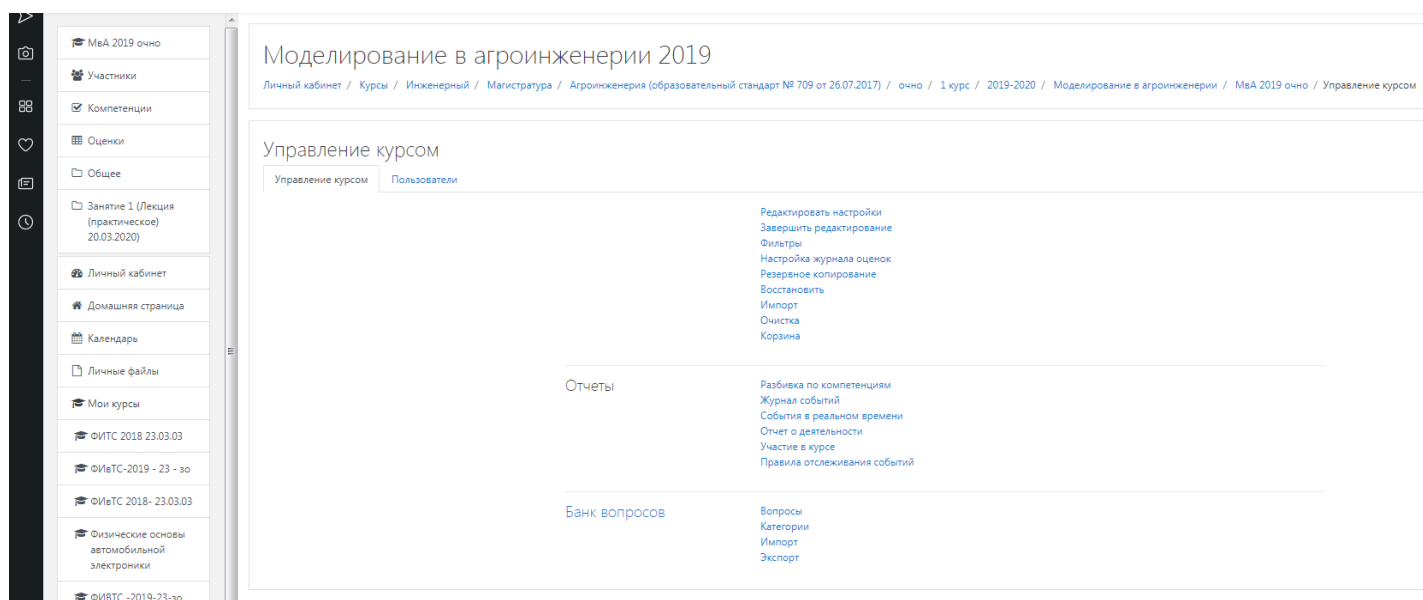 МвА 2019 очно
Участники
Компетенции
Оценки
Общее
Занятие 1 (Лекция
(практическое)
20.03.2020)
Личный кабинет
Домашняя страница
Календарь
Личные файлы
Мои курсы
ФИТС 2018 23.03.03
ФИвТС-2019 - 23 - зо
ФИвТС 2018- 23.03.03
Физические основы
автомобильной
электроники
ФИВТС -2019-23-зо
Моделирование в агроинженерии 2019
Личный кабинет / Курсы / Инженерный / Магистратура / Агроинженерия (образовательный стандарт № 709 от 26.07.2017) / очно / 1 курс / 2019-2020 / Моделирование в агроинженерии / МвА 2019 очно / Управление курсом
Управление курсом
Управление курсом Пользователи
Редактировать настройки
Завершить редактирование
Фильтры
Настройка журнала оценок
Резервное копирование
Восстановить
Импорт
Очистка
Корзина
Отчеты
Разбивка по компетенциям
Журнал событий
События в реальном времени
Отчет о деятельности
Участие в курсе
Правила отслеживания событий
Банк вопросов
Вопросы
Категории
Импорт
Экспорт